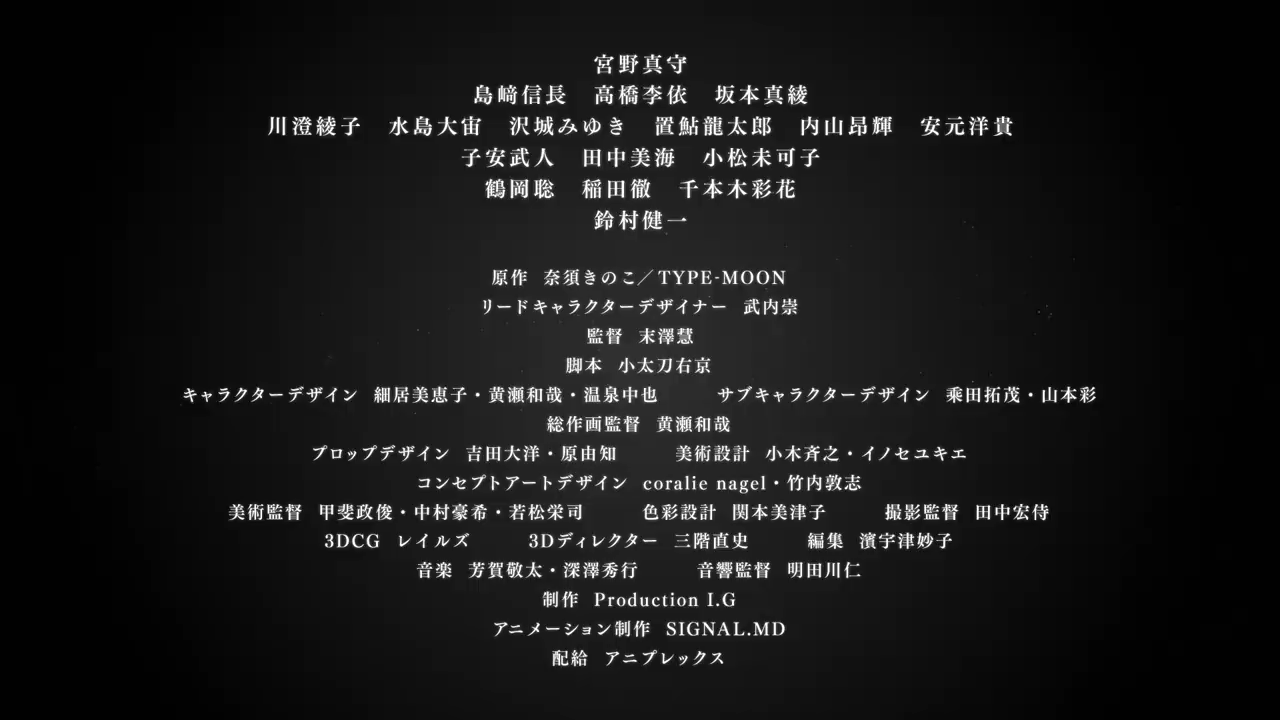 宮野真守
島﨑信長　高橋李依　坂本真綾
川澄綾子　水島大宙　沢城みゆき　置鮎龍太郎　内山昂輝　安元洋貴
子安武人　田中美海　小松未可子
鶴岡聡　稲田徹　千本木彩花
鈴村健一
原作　奈須きのこ／TYPE-MOON
リードキャラクターデザイナー　武内崇
監督　末澤慧
脚本　小太刀右京
キャラクターデザイン　細居美恵子・黄瀬和哉・温泉中也　　サブキャラクターデザイン　乘田拓茂・山本彩
総作画監督　黄瀬和哉
プロップデザイン　吉田大洋・原由知　　美術設計　小木斉之・イノセユキエ
コンセプトアートデザイン　coralie nagel・竹内敦志
美術監督　甲斐政俊・中村豪希・若松栄司　　色彩設計　関本美津子　　撮影監督　田中宏侍
3DCG　レイルズ　　3Dディレクター　三階直史　　編集　濱宇津妙子
音楽　芳賀敬太・深澤秀行　　音響監督　明田川仁
制作　Production I.G
アニメーション制作　SIGNAL.MD
配給　アニプレックス